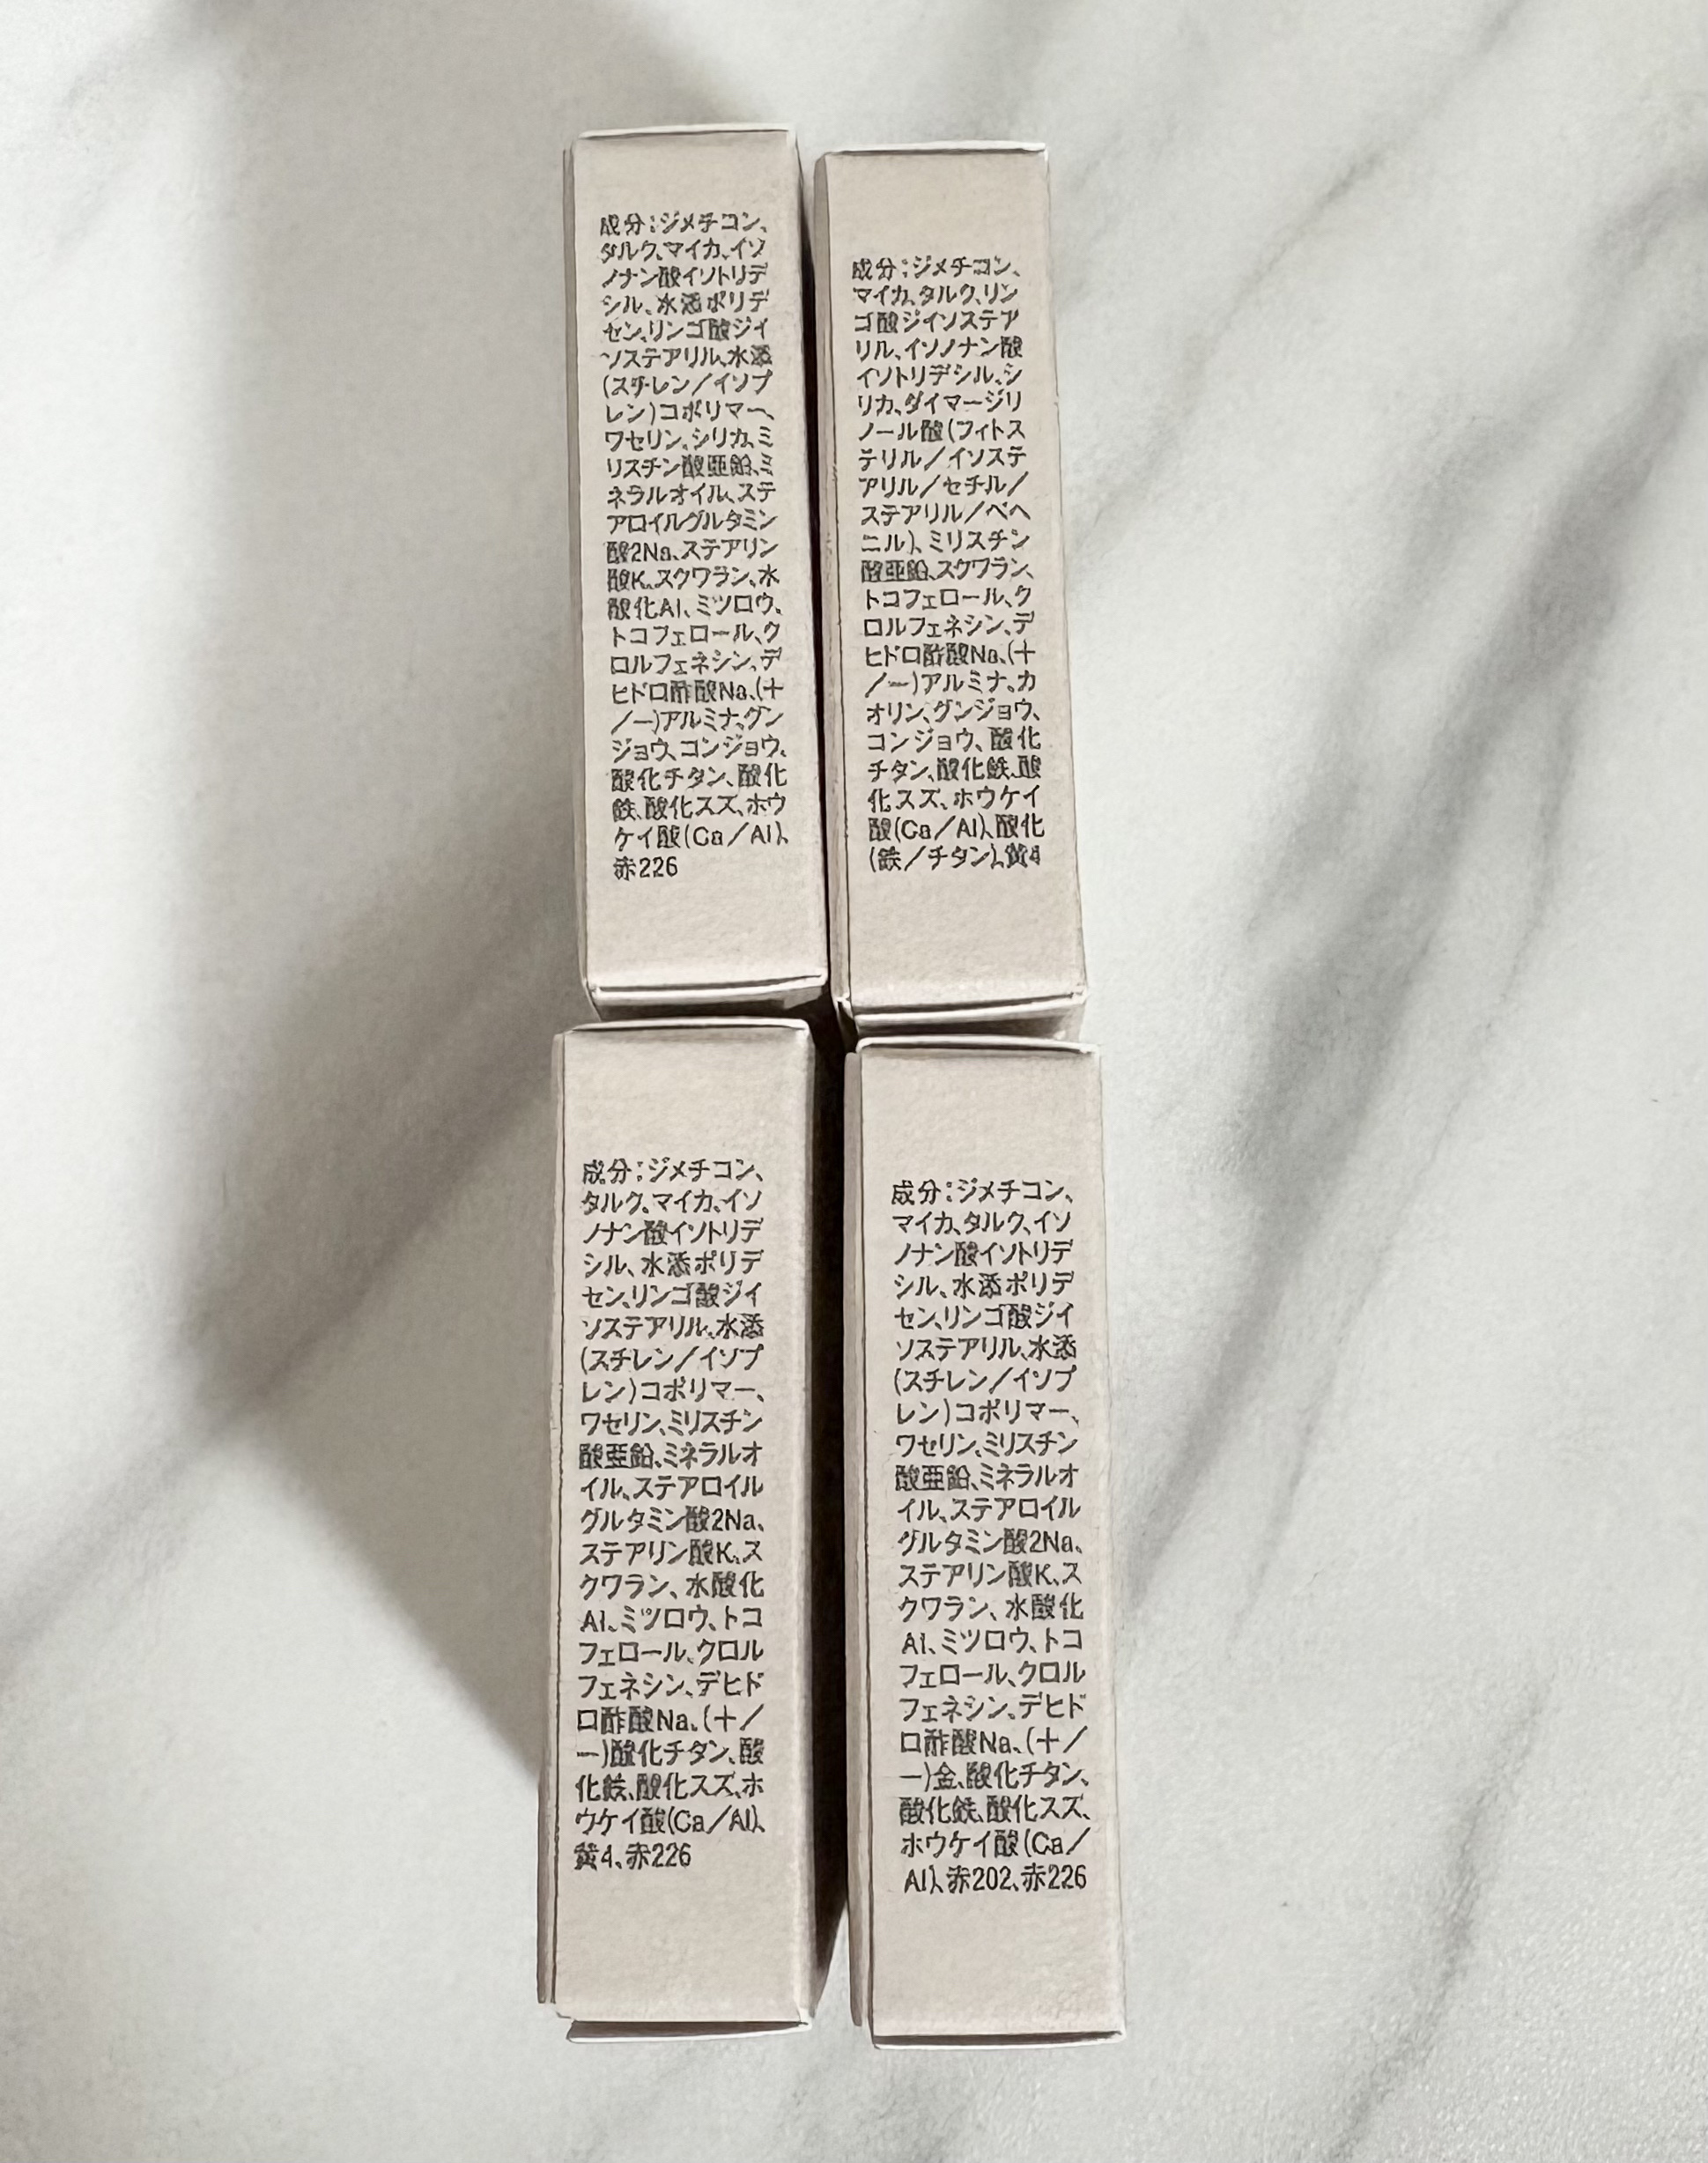 成分:ジメチコン、
タルク、マイカ、イソ
ノナン酸イソトリデ
シル、水添ポリデ
セン、リンゴ酸ジイ
ソステアリル、水添
(スチレン/イソプ
レン)コポリマー、
ワセリン、シリカ、ミ
リスチン酸亜鉛、ミ
ネラルオイル、ステ
アロイルグルタミン
酸2Na、ステアリン
酸K、スクワラン、水
酸化Al、ミツロウ、
トコフェロール、ク
ロルフェネシン、デ
ヒドロ酢酸Na、(+
/-)アルミナ、グン
ジョウ、コンジョウ、
酸化チタン、酸化
鉄、酸化スズ、ホウ
ケイ酸(Ca/Al)、
赤226
成分:ジメチコン、
マイカ、タルク、リン
ゴ酸ジイソステア
リル、イソノナン酸
イソトリデシル、シ
リカ、ダイマージリ
ノール酸(フィトス
テリル/イソステ
アリル/セチル/
ステアリル/ベヘ
ニル)、ミリスチン
酸亜鉛、スクワラン、
トコフェロール、ク
ロルフェネシン、デ
ヒドロ酢酸Na、(+
/-)アルミナ、カ
オリン、グンジョウ、
コンジョウ、酸化
チタン、酸化鉄、酸
化スズ、ホウケイ
酸(Ca/Al)、酸化
(鉄/チタン)、黄4
成分:ジメチコン、
タルク、マイカ、イソ
ノナン酸イソトリデ
シル、水添ポリデ
セン、リンゴ酸ジイ
ソステアリル、水添
(スチレン/イソプ
レン)コポリマー、
ワセリン、ミリスチン
酸亜鉛、ミネラルオ
イル、ステアロイル
グルタミン酸2Na、
ステアリン酸K、ス
クワラン、水酸化
Al、ミツロウ、トコ
フェロール、クロル
フェネシン、デヒド
ロ酢酸Na、(+/
-)酸化チタン、酸
化鉄、酸化スズ、ホ
ウケイ酸(Ca/Al)、
黄4、赤226
成分:ジメチコン、
マイカ、タルク、イソ
ノナン酸イソトリデ
シル、水添ポリデ
セン、リンゴ酸ジイ
ソステアリル、水添
(スチレン/イソプ
レン)コポリマー、
ワセリン、ミリスチン
酸亜鉛、ミネラルオ
イル、ステアロイル
グルタミン酸2Na、
ステアリン酸K、ス
クワラン、水酸化
Al、ミツロウ、トコ
フェロール、クロル
フェネシン、デヒド
ロ酢酸Na、(+/
-)金、酸化チタン、
酸化鉄、酸化スズ、
ホウケイ酸(Ca/
Al)、赤202、赤226